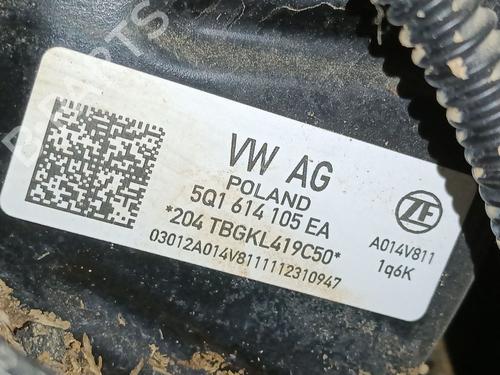 VW AG
POLAND
5Q1 614 105 EA
*204 TBGKL419C50*
03012A014V8111112310947
ZF
A014V811
1q6K